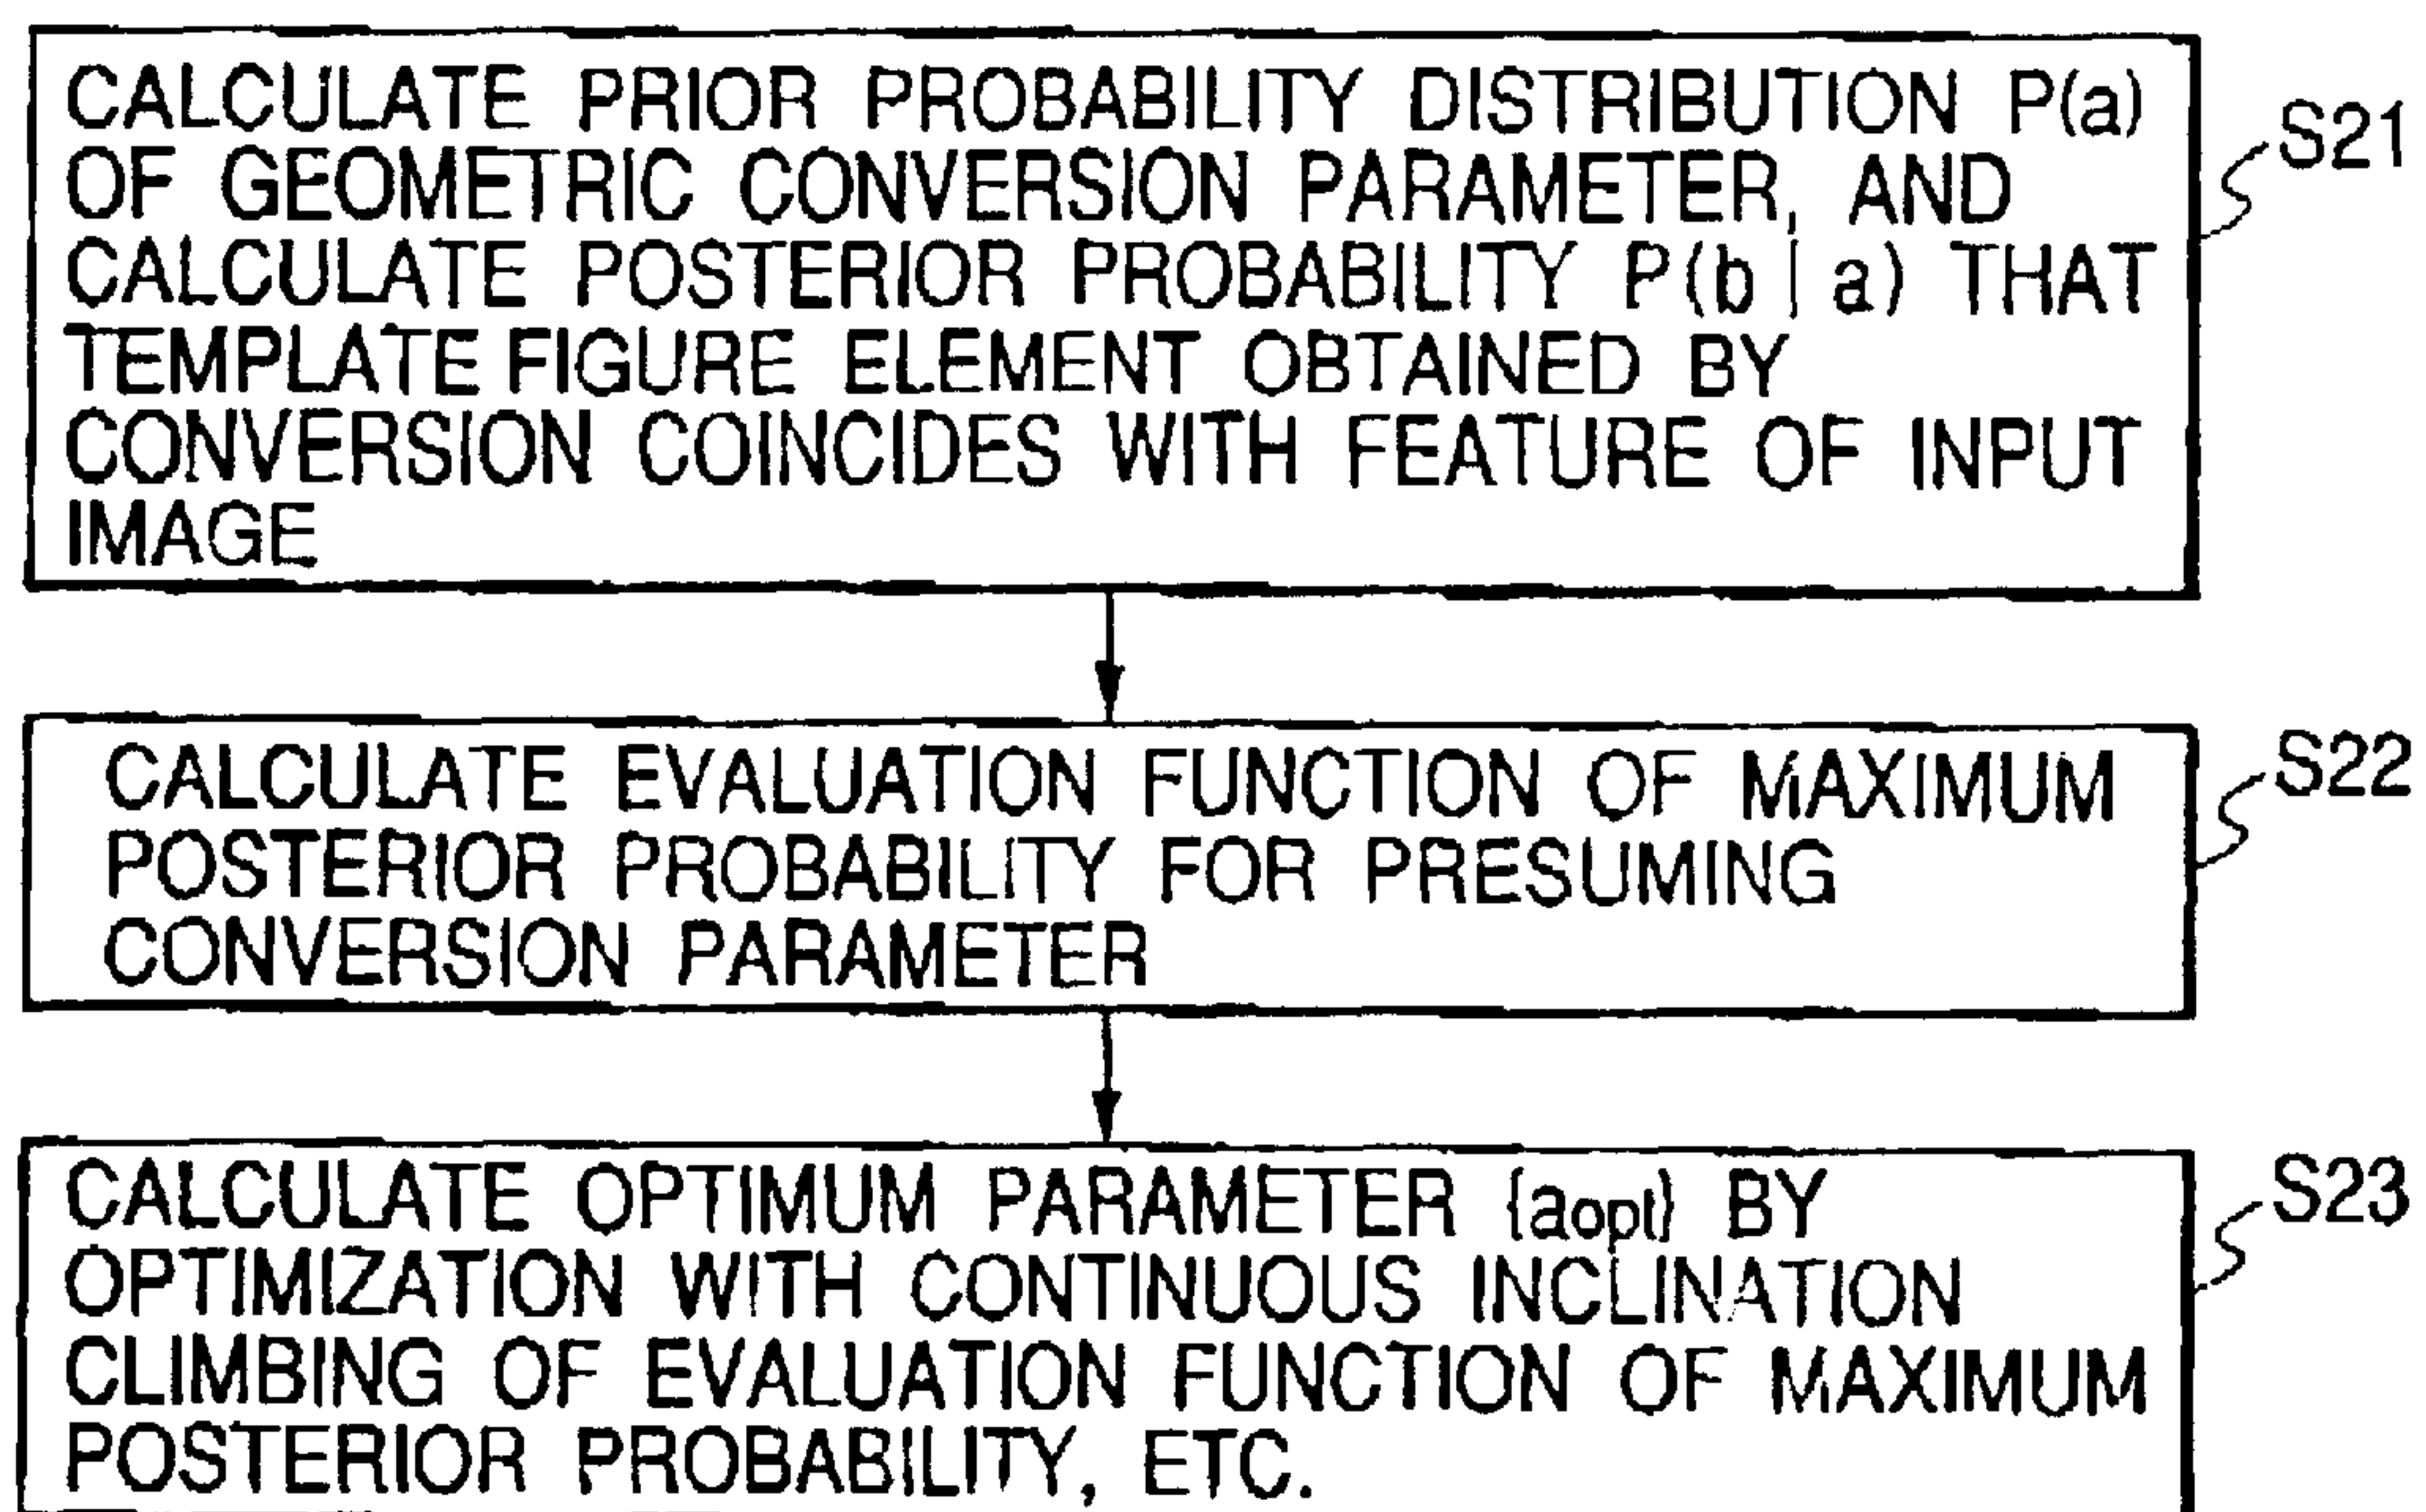 CALCULATE PRIOR PROBABILITY DISTRIBUTION P(a)
OF GEOMETRIC CONVERSION PARAMETER, AND
CALCULATE POSTERIOR PROBABILITY P(b | a) THAT
TEMPLATE FIGURE ELEMENT OBTAINED BY
CONVERSION COINCIDES WITH FEATURE OF INPUT
IMAGE
S21
CALCULATE EVALUATION FUNCTION OF MAXIMUM
POSTERIOR PROBABILITY FOR PRESUMING
CONVERSION PARAMETER
S22
CALCULATE OPTIMUM PARAMETER {aopt} BY
OPTIMIZATION WITH CONTINUOUS INCLINATION
CLIMBING OF EVALUATION FUNCTION OF MAXIMUM
POSTERIOR PROBABILITY, ETC.
S23